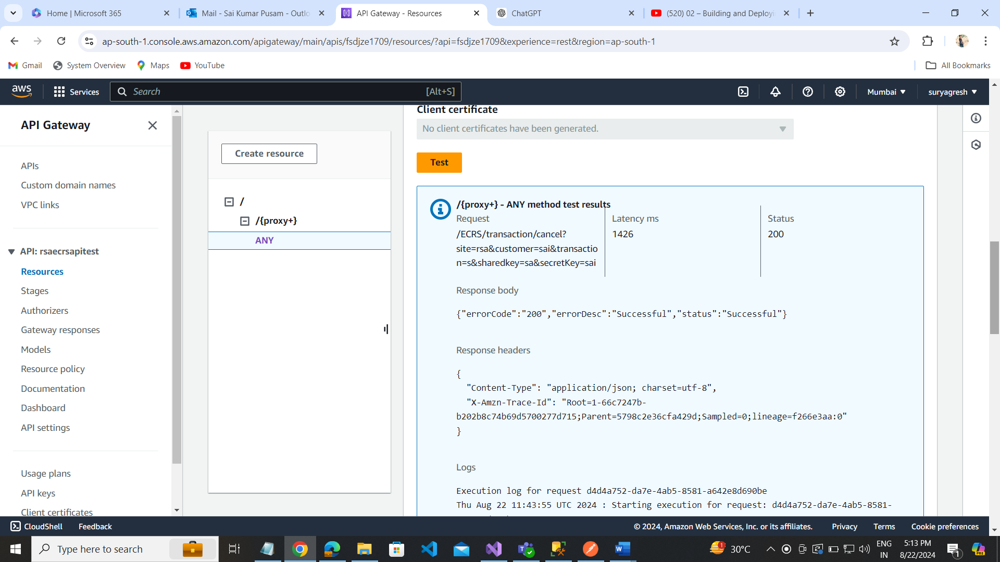 Home | Microsoft 365
Mail - Sai Kumar Pusam - Outlo
API Gateway - Resources
ChatGPT
(520) 02 – Building and Deployi
ap-south-1.console.aws.amazon.com/apigateway/main/apis/fsdjze1709/resources/?api=fsdjze1709&experience=rest&region=ap-south-1
Gmail
System Overview
Maps
YouTube
All Bookmarks
aws
Services
Search
[Alt+S]
Mumbai
suryagresh
API Gateway
APIs
Custom domain names
VPC links
API: rsaecrsapitest
Resources
Stages
Authorizers
Gateway responses
Models
Resource policy
Documentation
Dashboard
API settings
Usage plans
API keys
Client certificates
Create resource
/
/{proxy+}
ANY
Client certificate
No client certificates have been generated.
Test
/{proxy+} - ANY method test results
Request
/ECRS/transaction/cancel?
site=rsa&customer=sai&transactio
n=s&sharedkey=sa&secretKey=sai
Latency ms
1426
Status
200
Response body
{"errorCode":"200","errorDesc":"Successful","status":"Successful"}
Response headers
{
"Content-Type": "application/json; charset=utf-8",
"X-Amzn-Trace-Id": "Root=1-66c7247b-
b202b8c74b69d5700277d715;Parent=5798c2e36cfa429d;Sampled=0;lineage=f266e3aa:0"
}
Logs
Execution log for request d4d4a752-da7e-4ab5-8581-a642e8d690be
Thu Aug 22 11:43:55 UTC 2024 : Starting execution for request: d4d4a752-da7e-4ab5-8581-
CloudShell
Feedback
© 2024, Amazon Web Services, Inc. or its affiliates.
Privacy
Terms
Cookie preferences
Type here to search
1
30°C
ENG
IN
5:13 PM
8/22/2024
1
PRE